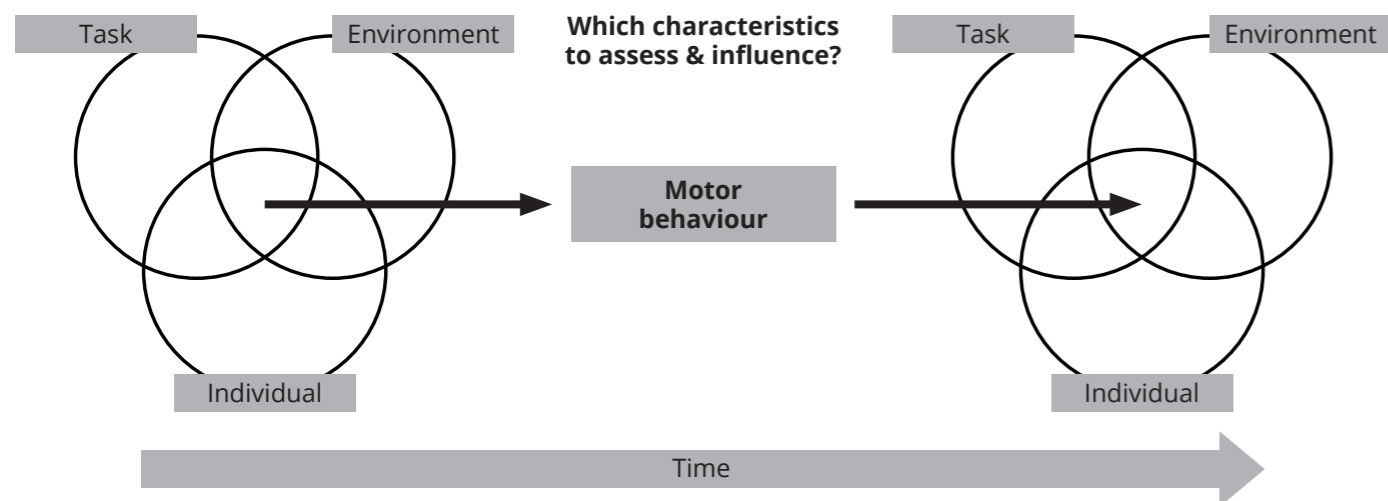 Task
Environment
Which characteristics
to assess & influence?
Task
Environment
Motor
behaviour
Individual
Individual
Time